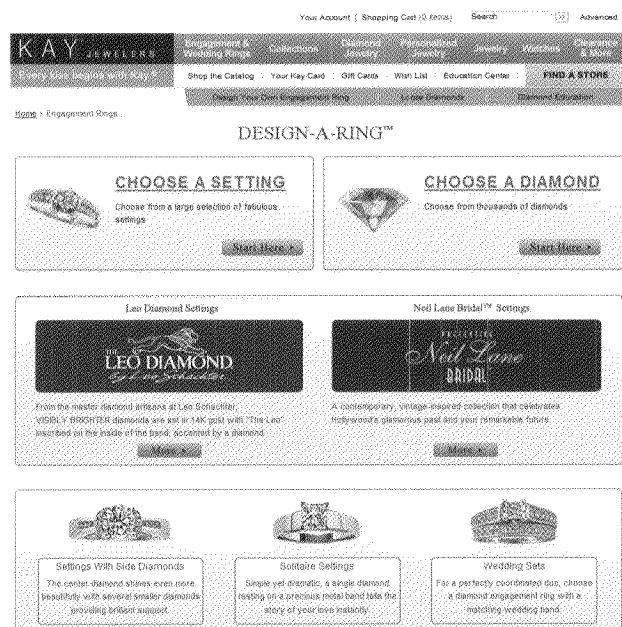 Your Account | Shopping Cart (0 items) Search >> Advanced
KAY JEWELERS
Every kiss begins with Kay®
Engagement & Wedding Rings Collections Diamond Jewelry Personalized Jewelry Jewelry Watches Clearance & More
Shop the Catalog Your Kay Card Gift Cards Wish List Education Center FIND A STORE
Design Your Own Engagement Ring Loose Diamonds Diamond Education
Home > Engagement Rings
DESIGN-A-RING™
CHOOSE A SETTING
Choose from a large selection of fabulous
settings
Start Here
CHOOSE A DIAMOND
Choose from thousands of diamonds
Start Here
Leo Diamond Settings
THE LEO DIAMOND
by Leo Schachter
From the master diamond artisans at Leo Schachter,
VISIBLY BRIGHTER diamonds are set in 14K gold with "The Leo"
inscribed on the inside of the band, accented by a diamond.
More
Neil Lane Bridal™ Settings
Neil Lane
BRIDAL
A contemporary, vintage-inspired collection that celebrates
Hollywood's glamorous past and your remarkable future.
More
Settings With Side Diamonds
The center diamond shines even more
beautifully with several smaller diamonds
providing brilliant support.
Solitaire Settings
Simple yet dramatic, a single diamond
resting on a precious metal band tells the
story of your love instantly.
Wedding Sets
For a perfectly coordinated duo, choose
a diamond engagement ring with a
matching wedding band.